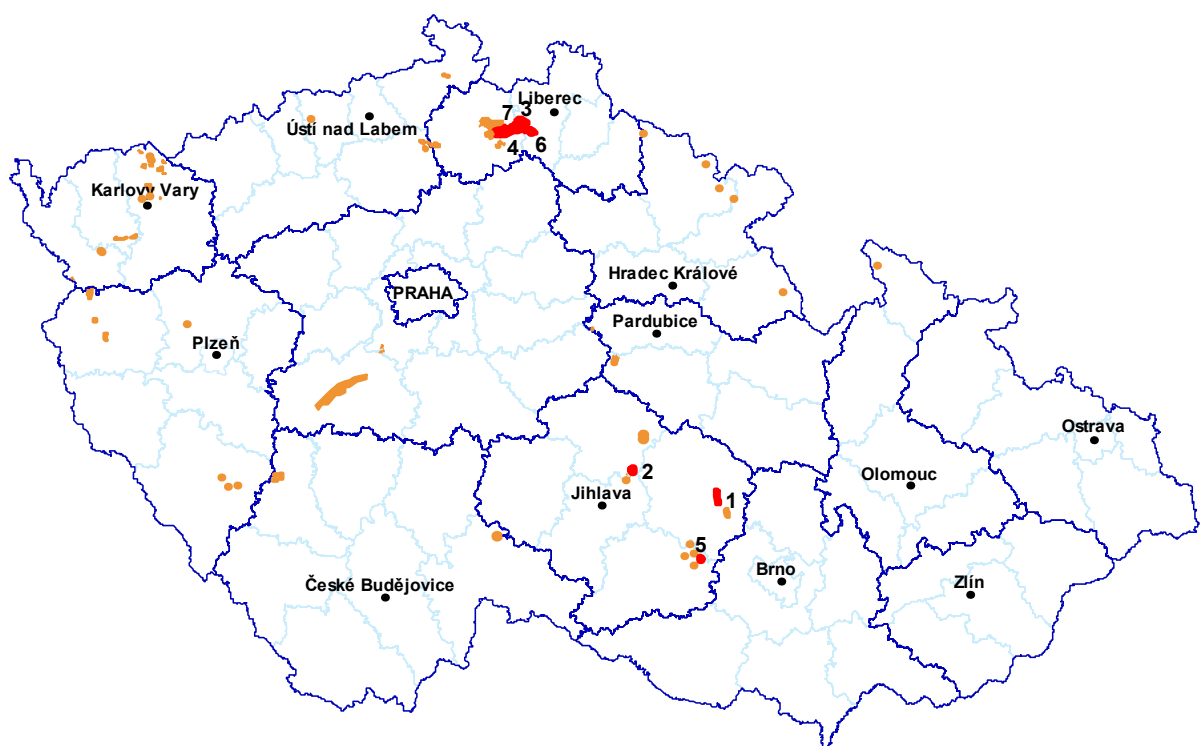 Liberec
7 3
Ústí nad Labem
4 6
Karlovy Vary
Hradec Králové
PRAHA
Pardubice
Plzeň
Ostrava
2
Olomouc
Jihlava
1
5
Brno
České Budějovice
Zlín